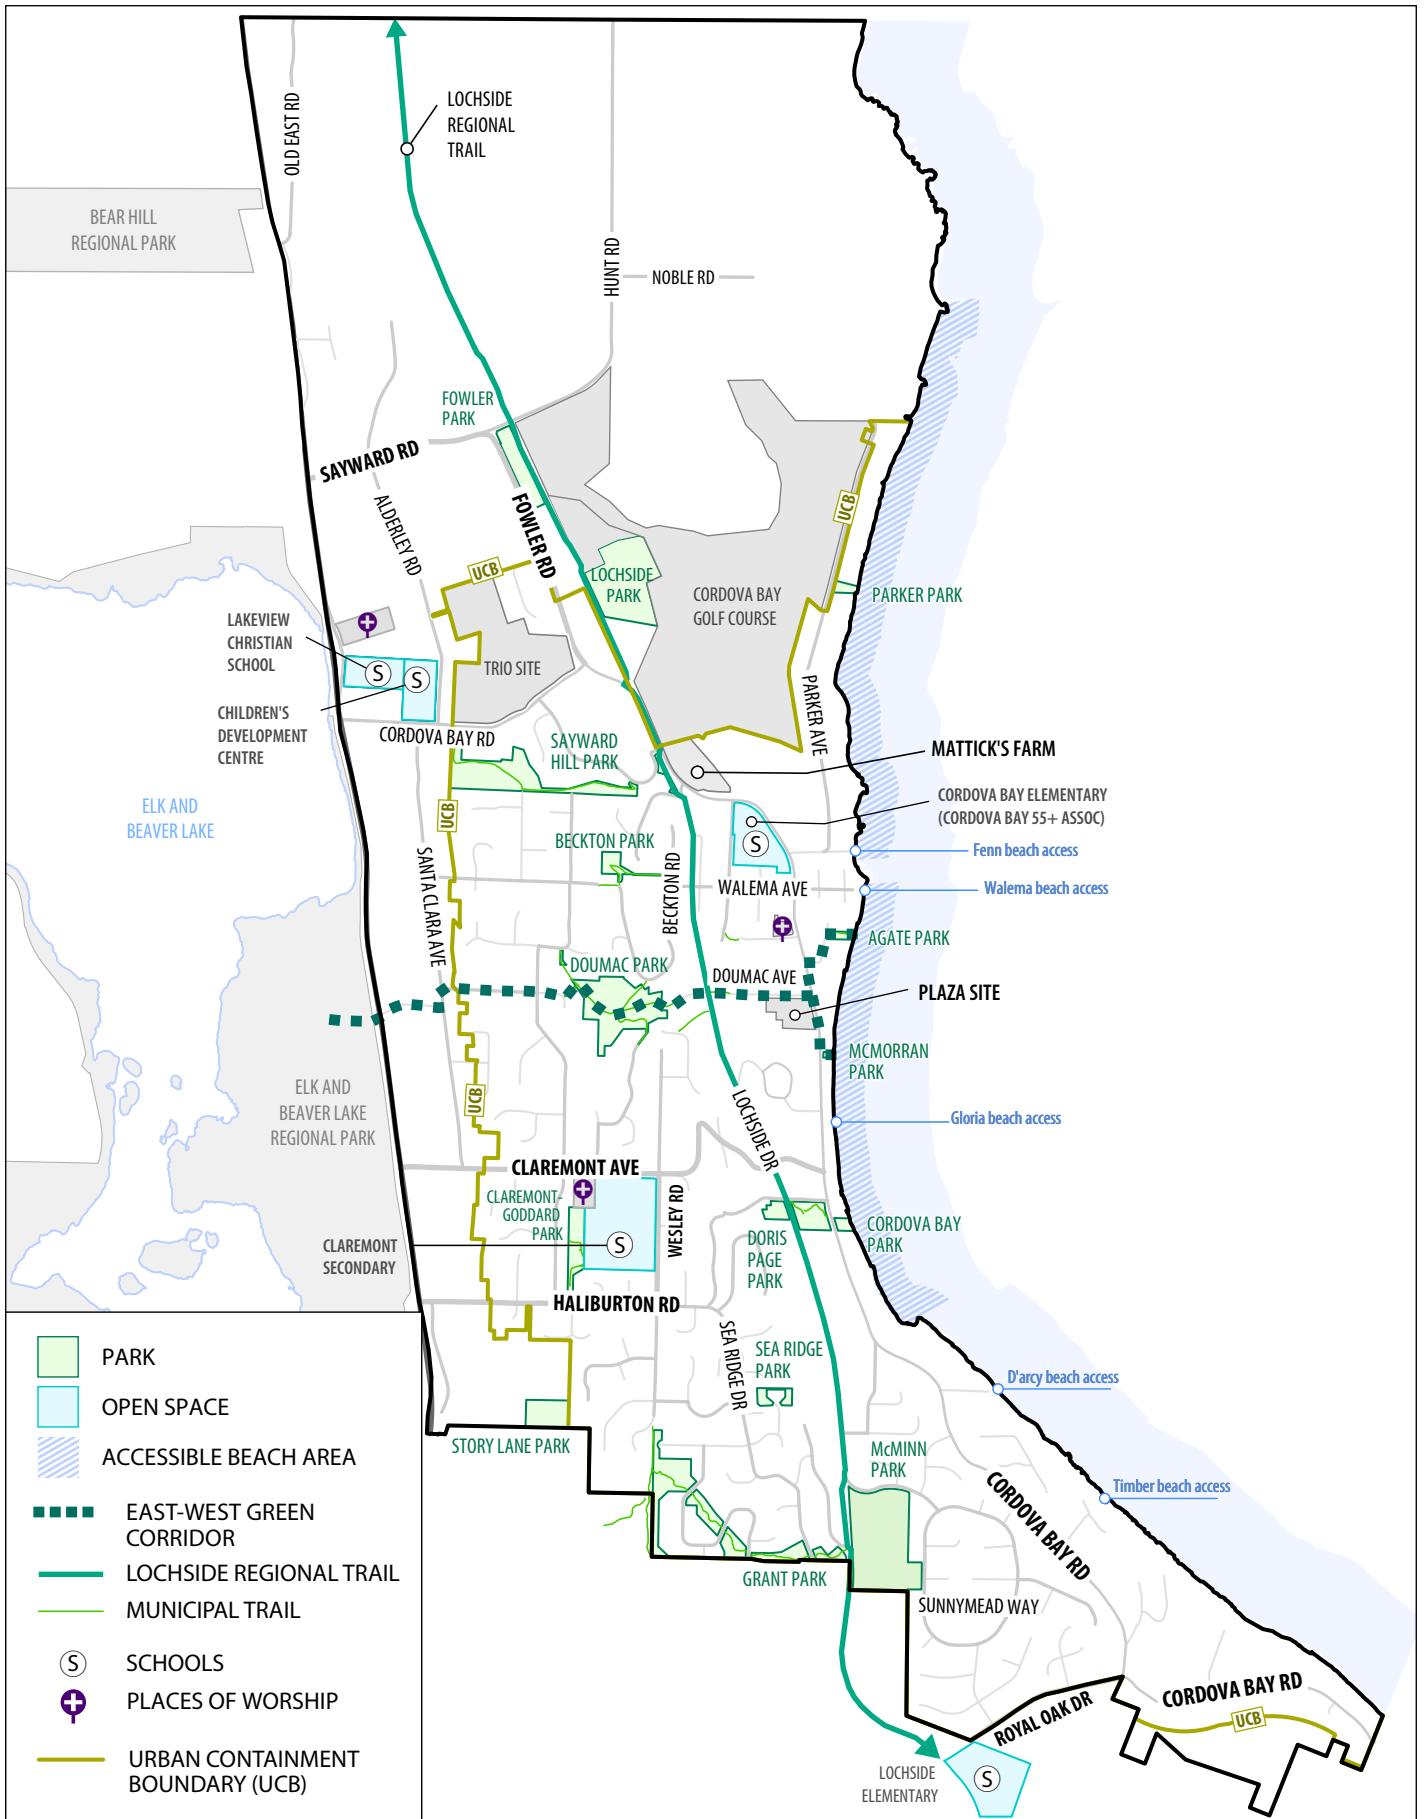 OLD EAST RD
LOCHSIDE
REGIONAL
TRAIL
BEAR HILL
REGIONAL PARK
HUNT RD
NOBLE RD
FOWLER
PARK
SAYWARD RD
ALDERLEY RD
FOWLER RD
UCB
UCB
LOCHSIDE
PARK
CORDOVA BAY
GOLF COURSE
PARKER PARK
LAKEVIEW
CHRISTIAN
SCHOOL
S
S
TRIO SITE
CHILDREN'S
DEVELOPMENT
CENTRE
CORDOVA BAY RD
SAYWARD
HILL PARK
PARKER AVE
MATTICK'S FARM
ELK AND
BEAVER LAKE
UCB
CORDOVA BAY ELEMENTARY
(CORDOVA BAY 55+ ASSOC)
S
BECKTON PARK
Fenn beach access
SANTA CLARA AVE
BECKTON RD
WALEMA AVE
Walema beach access
AGATE PARK
DOUMAC PARK
DOUMAC AVE
PLAZA SITE
MCMORRAN
PARK
ELK AND
BEAVER LAKE
REGIONAL PARK
UCB
LOCHSIDE DR
Gloria beach access
CLAREMONT AVE
CLAREMONT-
GODDARD
PARK
WESLEY RD
CLAREMONT
SECONDARY
S
DORIS
PAGE
PARK
CORDOVA BAY
PARK
HALIBURTON RD
SEA RIDGE DR
SEA RIDGE
PARK
D'arcy beach access
STORY LANE PARK
McMINN
PARK
CORDOVA BAY RD
Timber beach access
GRANT PARK
SUNNYMEAD WAY
ROYAL OAK DR
CORDOVA BAY RD
UCB
LOCHSIDE
ELEMENTARY
S
PARK
OPEN SPACE
ACCESSIBLE BEACH AREA
EAST-WEST GREEN
CORRIDOR
LOCHSIDE REGIONAL TRAIL
MUNICIPAL TRAIL
S
SCHOOLS
PLACES OF WORSHIP
URBAN CONTAINMENT
BOUNDARY (UCB)